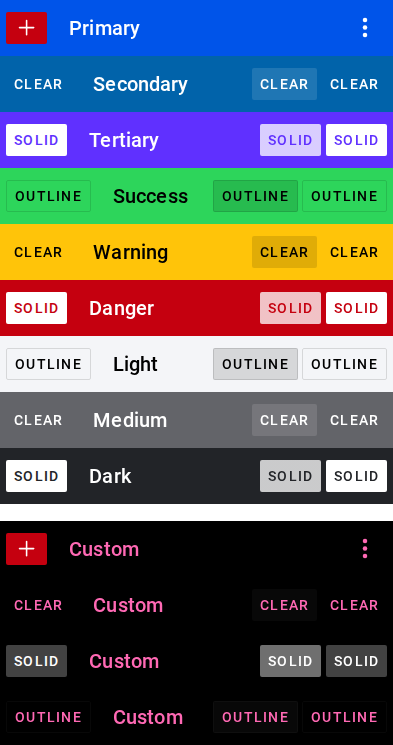 Primary
CLEAR Secondary CLEAR CLEAR
SOLID Tertiary SOLID SOLID
OUTLINE Success OUTLINE OUTLINE
CLEAR Warning CLEAR CLEAR
SOLID Danger SOLID SOLID
OUTLINE Light OUTLINE OUTLINE
CLEAR Medium CLEAR CLEAR
SOLID Dark SOLID SOLID
Custom
CLEAR Custom CLEAR CLEAR
SOLID Custom SOLID SOLID
OUTLINE Custom OUTLINE OUTLINE